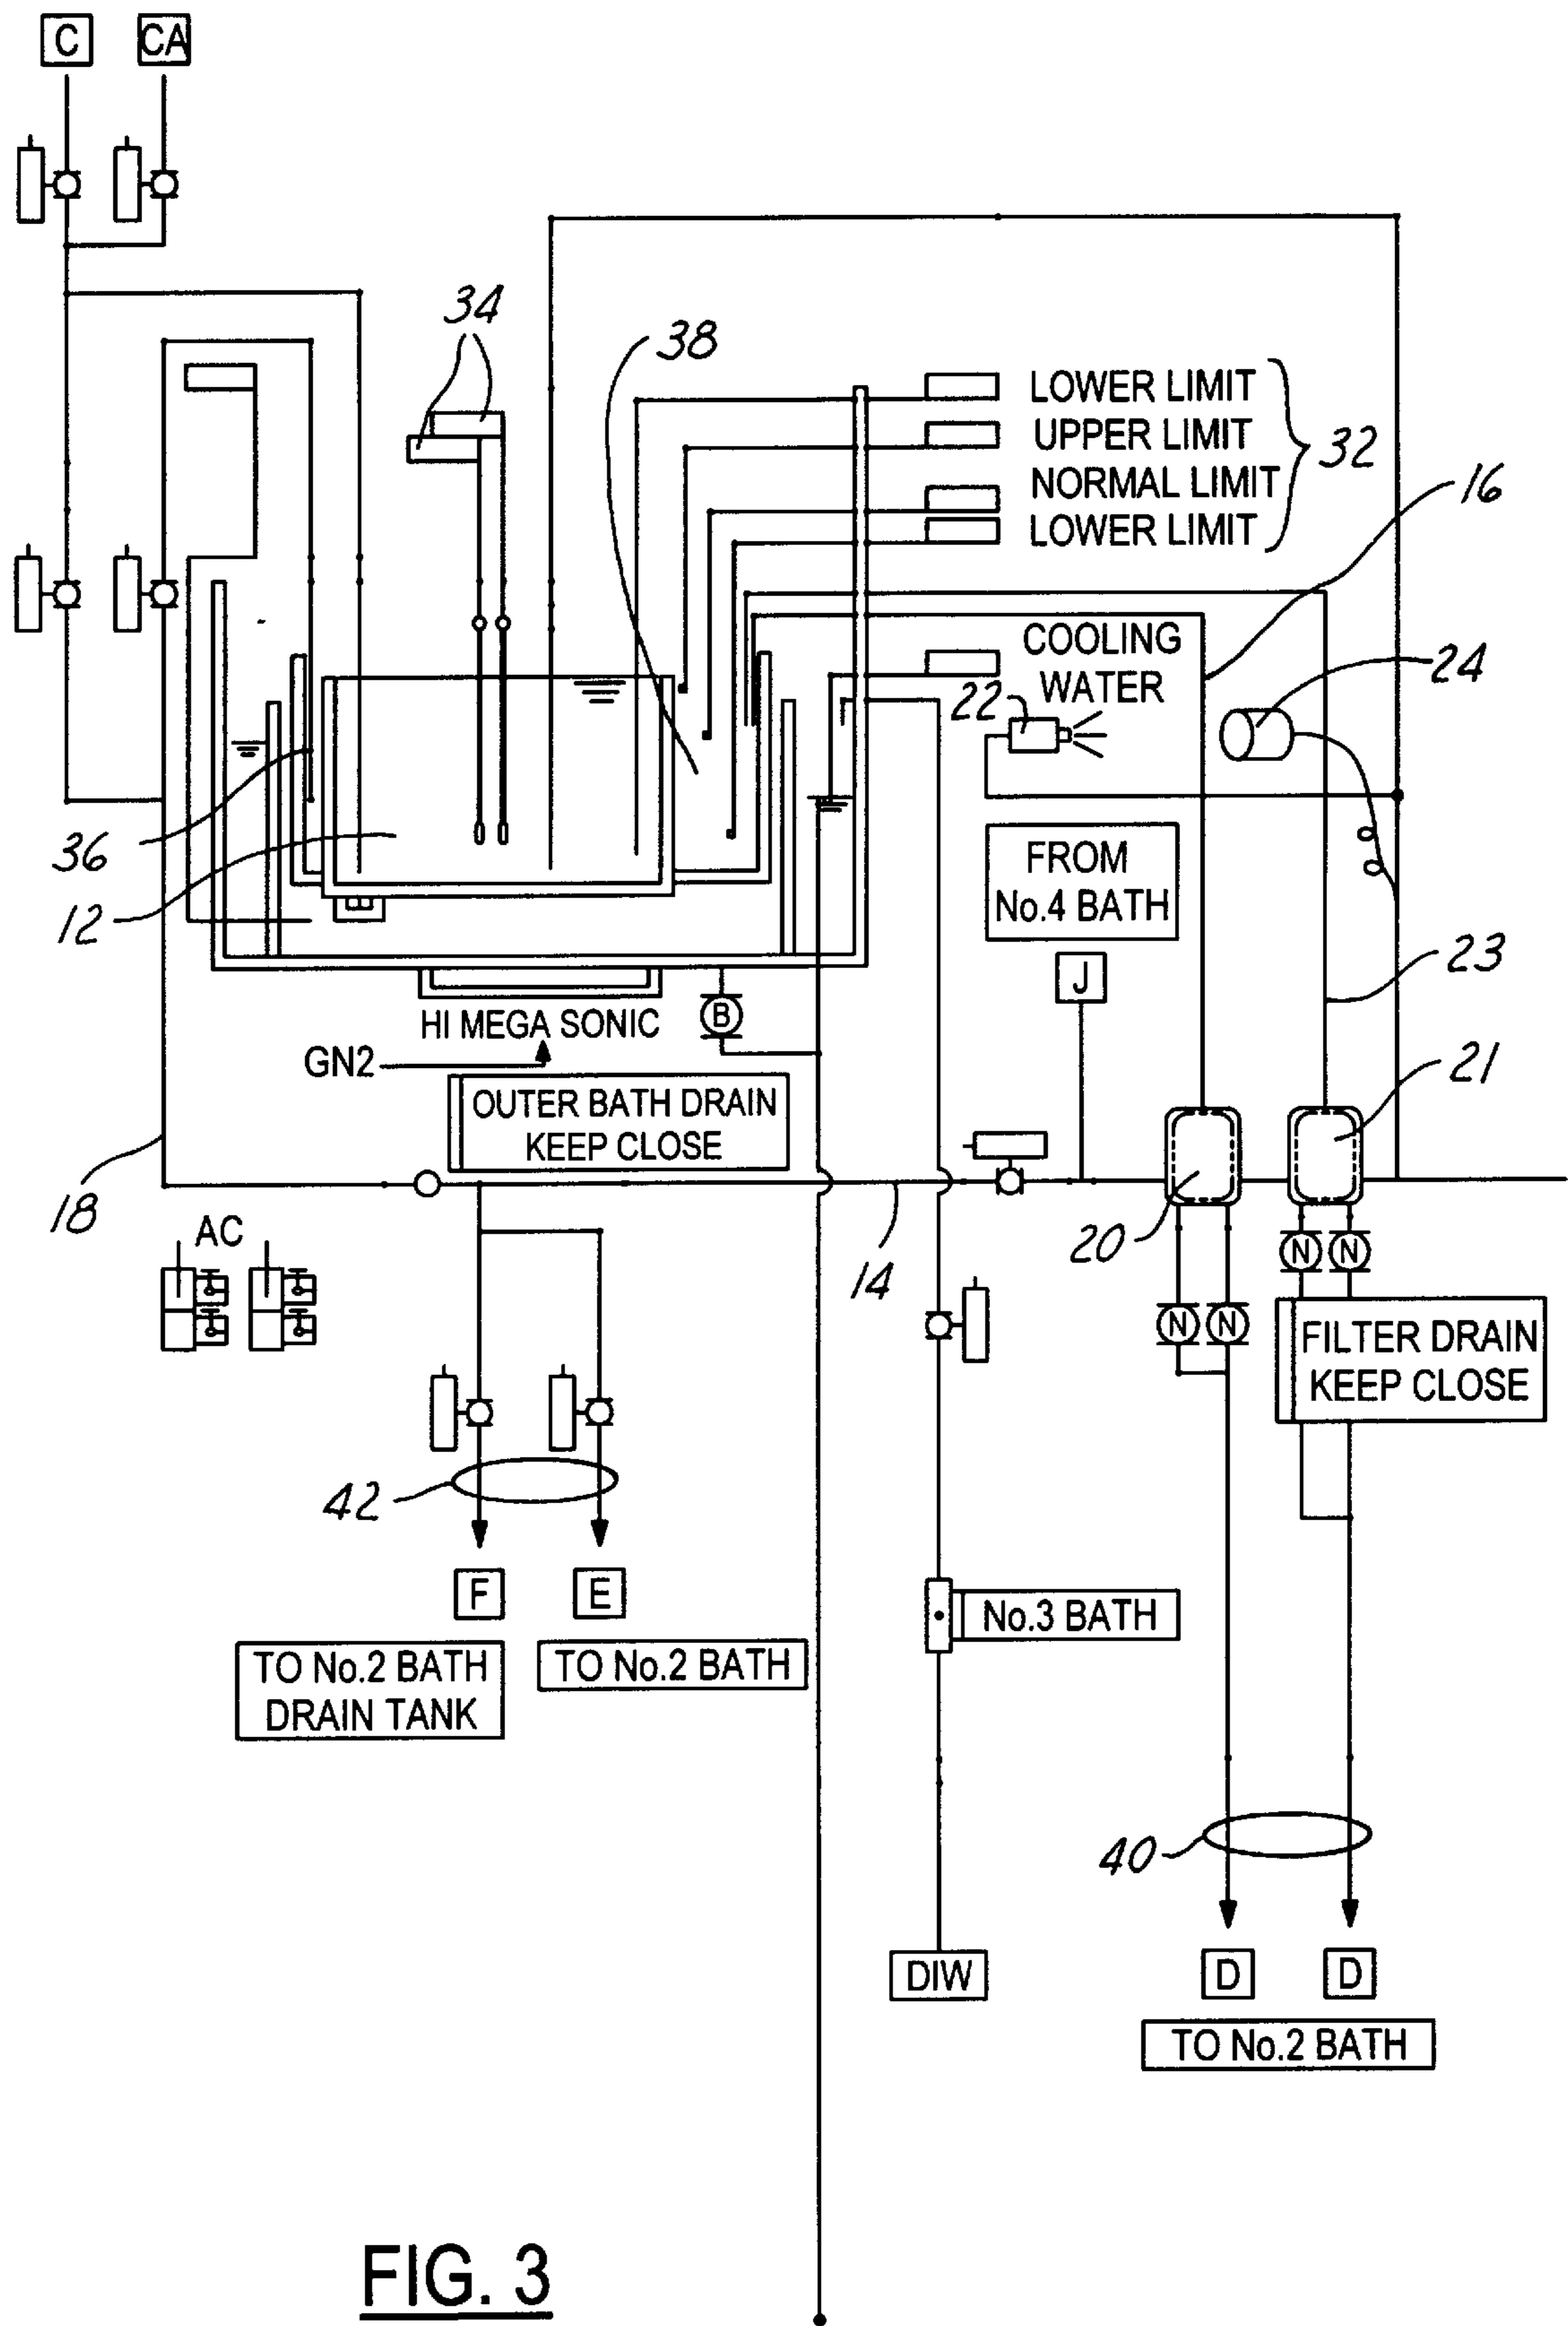 C CA
34
38
LOWER LIMIT
UPPER LIMIT
32
NORMAL LIMIT
16
LOWER LIMIT
COOLING
WATER
24
22
36
FROM
No.4 BATH
12
23
J
HI MEGA SONIC
B
GN2
21
OUTER BATH DRAIN
KEEP CLOSE
18
AC
20
14
N N
N N
FILTER DRAIN
KEEP CLOSE
42
F E
No.3 BATH
TO No.2 BATH
DRAIN TANK
TO No.2 BATH
40
DIW
D D
TO No.2 BATH
FIG. 3